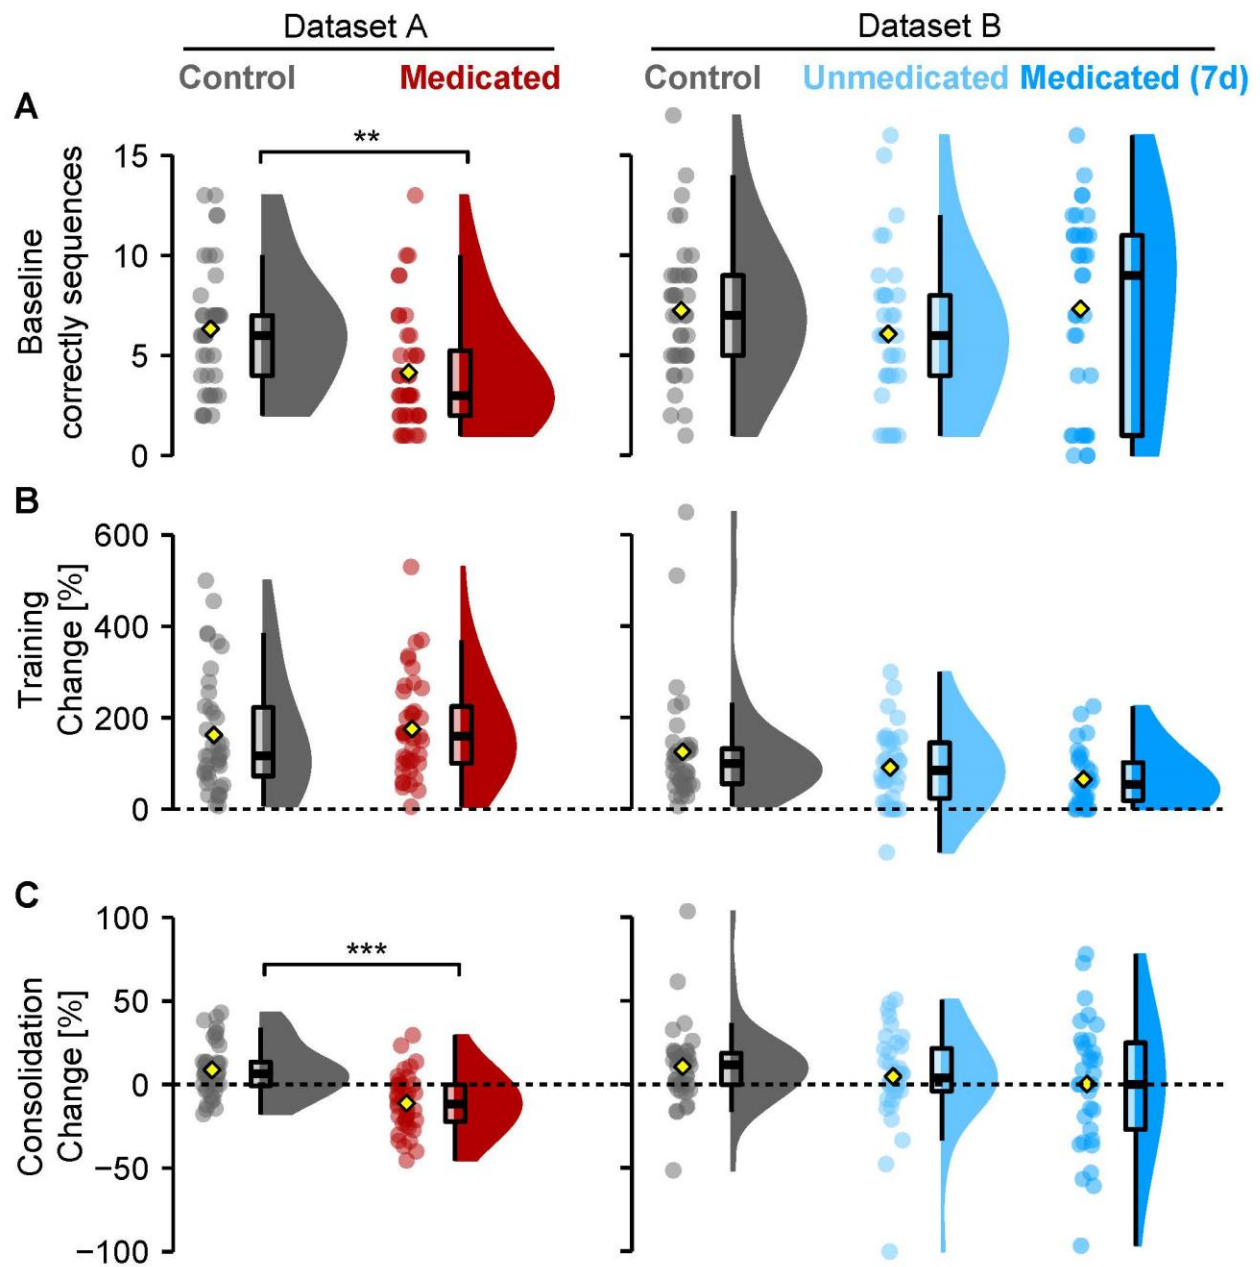 Dataset A Dataset B
Control Medicated Control Unmedicated Medicated (7d)
A
**
Baseline
correctly sequences
15
10
5
0
B
Training
Change [%]
600
400
200
0
C
Consolidation
Change [%]
***
100
50
0
−50
−100